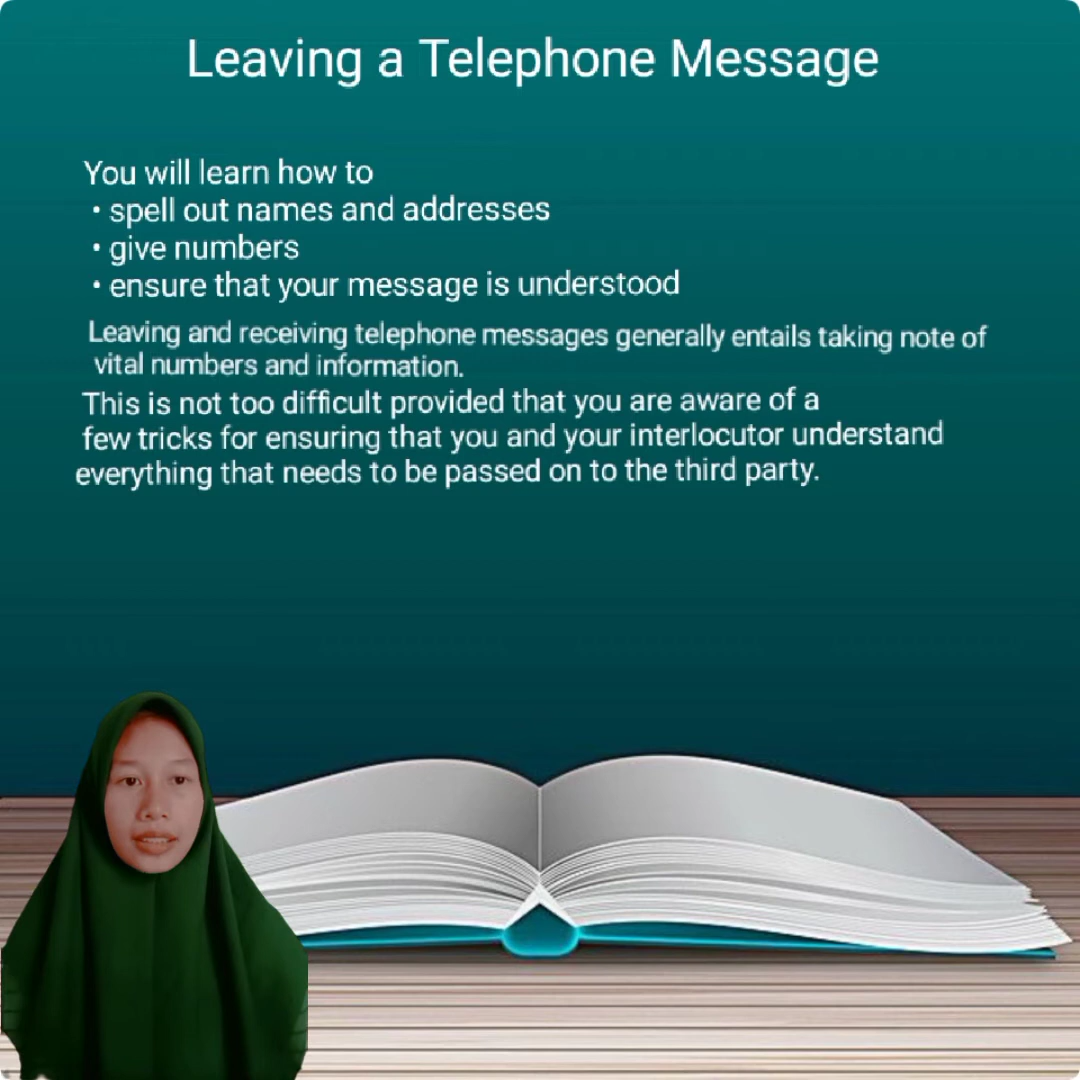 Leaving a Telephone Message
You will learn how to
• spell out names and addresses
• give numbers
• ensure that your message is understood
Leaving and receiving telephone messages generally entails taking note of
vital numbers and information.
This is not too difficult provided that you are aware of a
few tricks for ensuring that you and your interlocutor understand
everything that needs to be passed on to the third party.